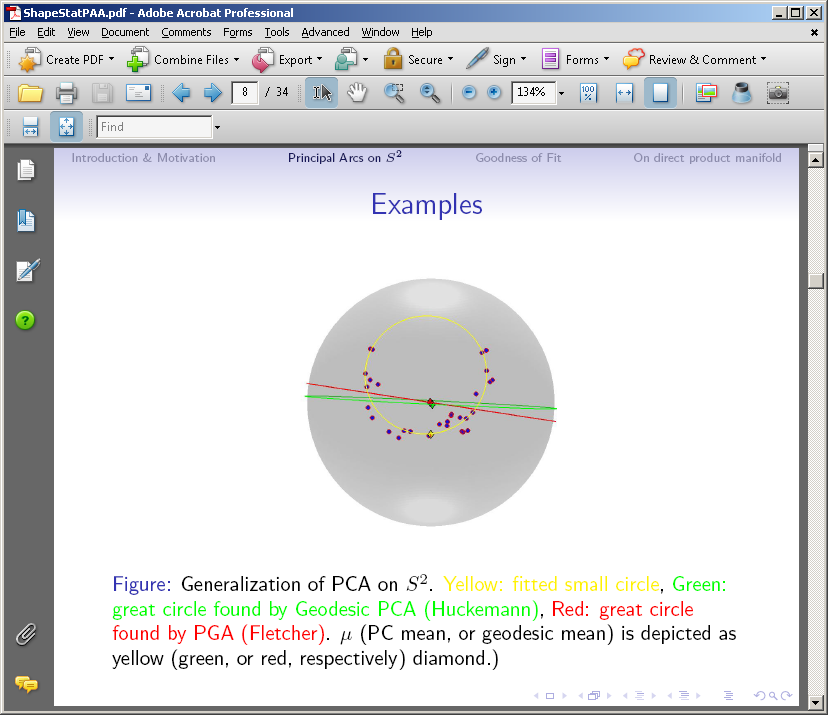 ShapeStatPAA.pdf - Adobe Acrobat Professional
File Edit View Document Comments Forms Tools Advanced Window Help
Create PDF Combine Files Export Secure Sign Forms Review & Comment
8 / 34 134%
Find
Introduction & Motivation Principal Arcs on S² Goodness of Fit On direct product manifold
Examples
Figure: Generalization of PCA on S². Yellow: fitted small circle, Green:
great circle found by Geodesic PCA (Huckemann), Red: great circle
found by PGA (Fletcher). μ (PC mean, or geodesic mean) is depicted as
yellow (green, or red, respectively) diamond.)